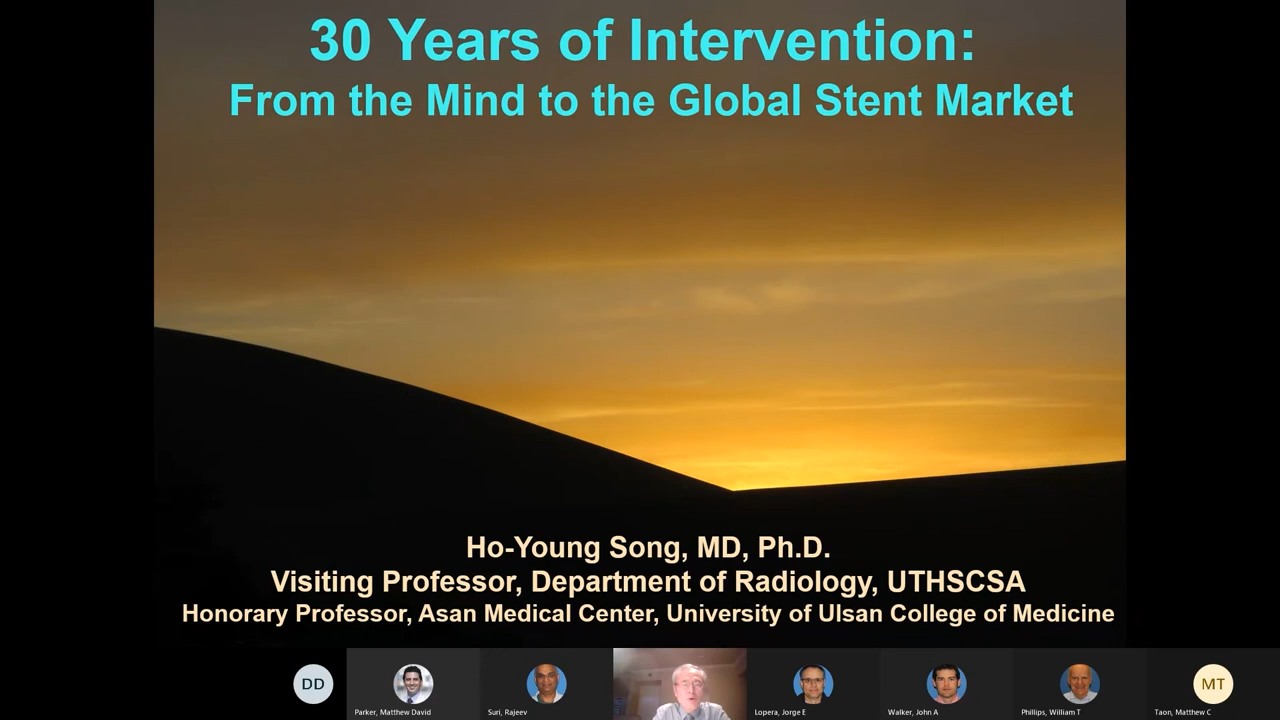 30 Years of Intervention:
From the Mind to the Global Stent Market
Ho-Young Song, MD, Ph.D.
Visiting Professor, Department of Radiology, UTHSCSA
Honorary Professor, Asan Medical Center, University of Ulsan College of Medicine
DD
Parker, Matthew David
Suri, Rajeev
Lopera, Jorge E
Walker, John A
Phillips, William T
MT
Taon, Matthew C